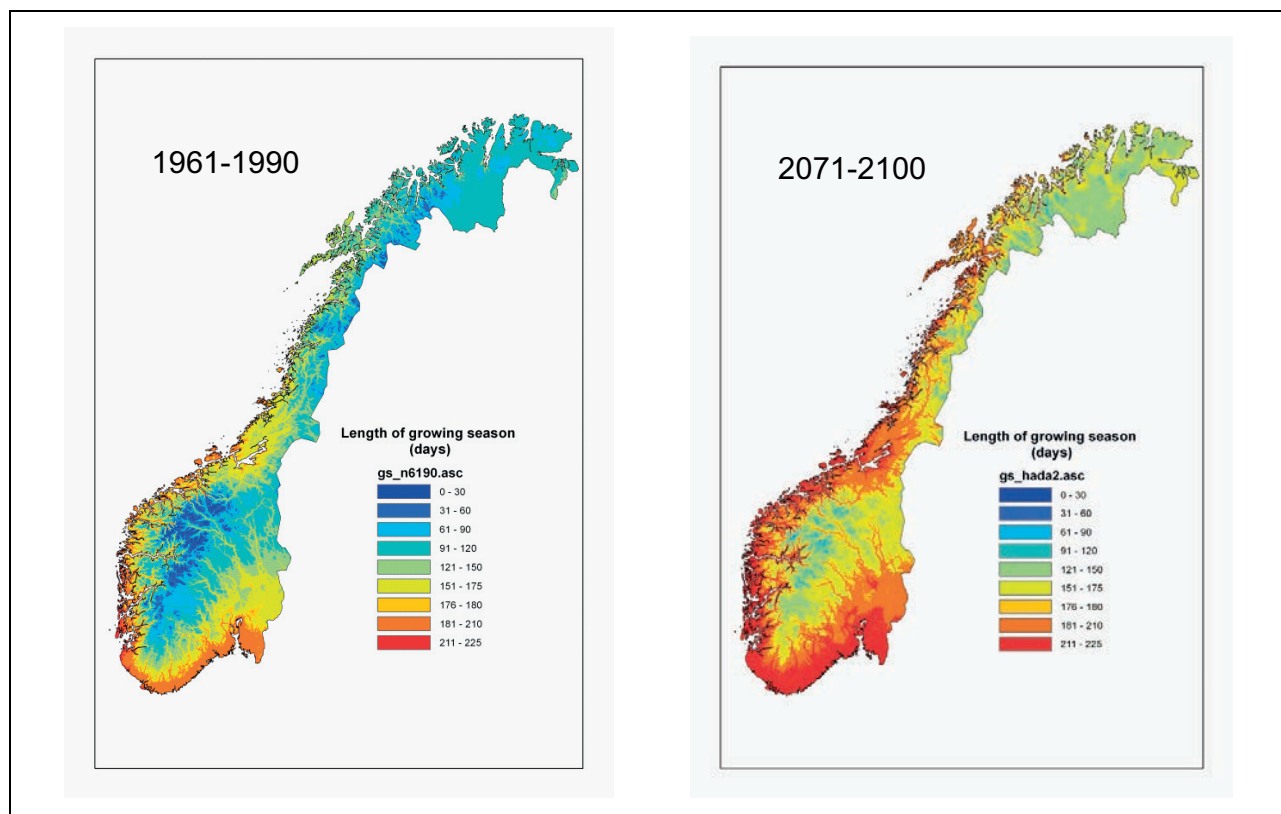 1961-1990
Length of growing season
(days)
gs_n6190.asc
0 - 30
31 - 60
61 - 90
91 - 120
121 - 150
151 - 175
176 - 180
181 - 210
211 - 225
2071-2100
Length of growing season
(days)
gs_hada2.asc
0 - 30
31 - 60
61 - 90
91 - 120
121 - 150
151 - 175
176 - 180
181 - 210
211 - 225